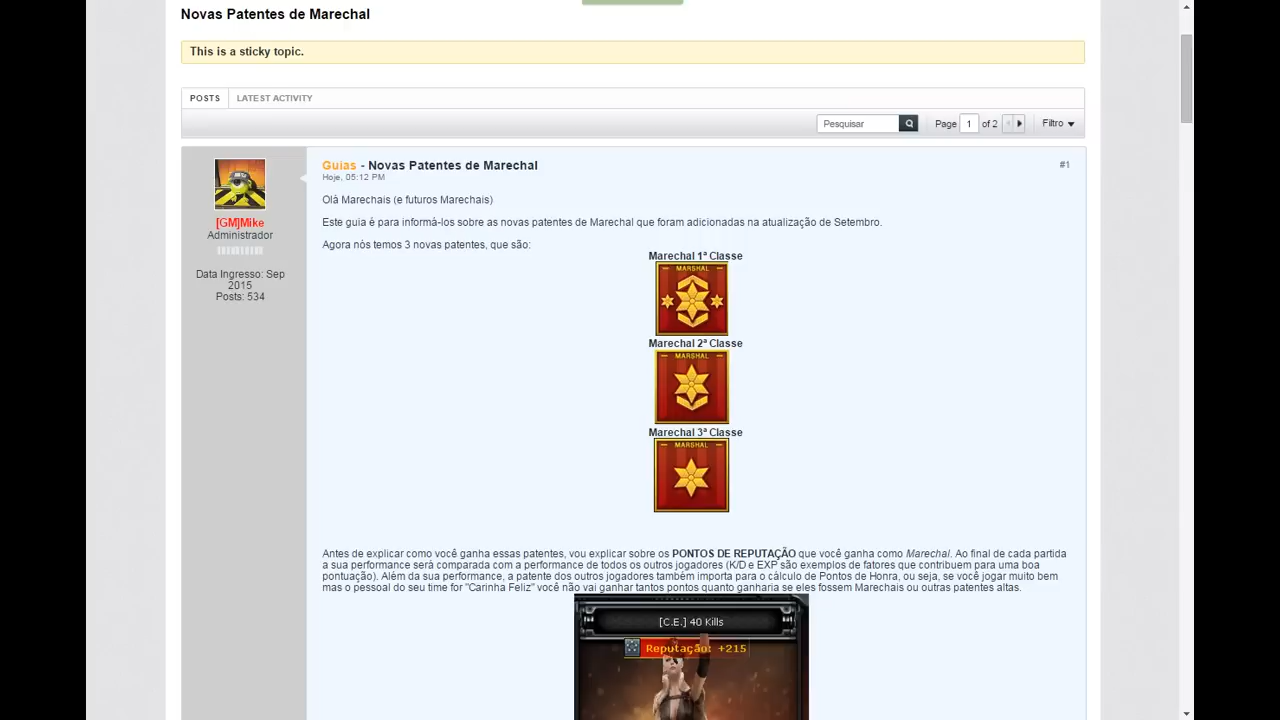 Novas Patentes de Marechal
This is a sticky topic.
POSTS LATEST ACTIVITY
Pesquisar Page 1 of 2 Filtro
Guias - Novas Patentes de Marechal #1
Hoje, 05:12 PM
[GM]Mike
Administrador
Data Ingresso: Sep
2015
Posts: 534
Olá Marechais (e futuros Marechais)
Este guia é para informá-los sobre as novas patentes de Marechal que foram adicionadas na atualização de Setembro.
Agora nós temos 3 novas patentes, que são:
Marechal 1ª Classe
MARSHAL
Marechal 2ª Classe
MARSHAL
Marechal 3ª Classe
MARSHAL
Antes de explicar como você ganha essas patentes, vou explicar sobre os PONTOS DE REPUTAÇÃO que você ganha como Marechal. Ao final de cada partida
a sua performance será comparada com a performance de todos os outros jogadores (K/D e EXP são exemplos de fatores que contribuem para uma boa
pontuação). Além da sua performance, a patente dos outros jogadores também importa para o cálculo de Pontos de Honra, ou seja, se você jogar muito bem
mas o pessoal do seu time for "Carinha Feliz" você não vai ganhar tantos pontos quanto ganharia se eles fossem Marechais ou outras patentes altas.
[C.E.] 40 Kills
Reputação: +215